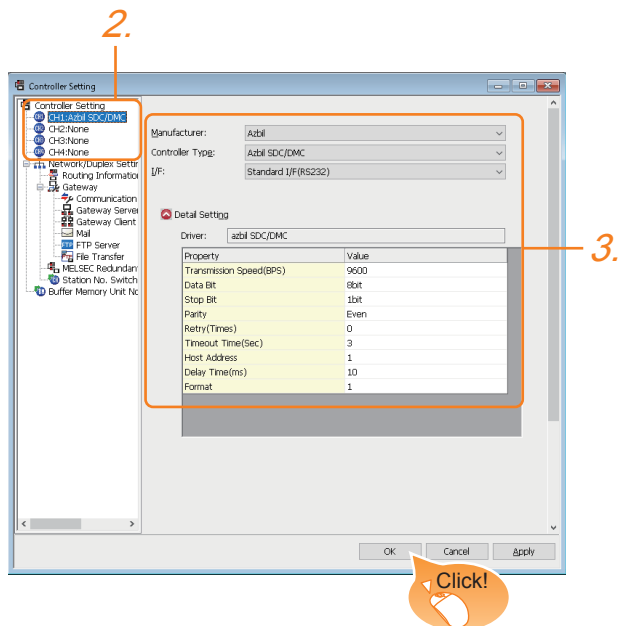 2.
Controller Setting
Controller Setting
CH1:Azbil SDC/DMC
CH2:None
CH3:None
CH4:None
Network/Duplex Settin
Routing Information
Gateway
Communication
Gateway Server
Gateway Client
Mail
FTP Server
File Transfer
MELSEC Redundan
Station No. Switch
Buffer Memory Unit No
Manufacturer: Azbil
Controller Type: Azbil SDC/DMC
I/F: Standard I/F(RS232)
Detail Setting
Driver: azbil SDC/DMC
Property Value
Transmission Speed(BPS) 9600
Data Bit 8bit
Stop Bit 1bit
Parity Even
Retry(Times) 0
Timeout Time(Sec) 3
Host Address 1
Delay Time(ms) 10
Format 1
3.
OK Cancel Apply
Click!